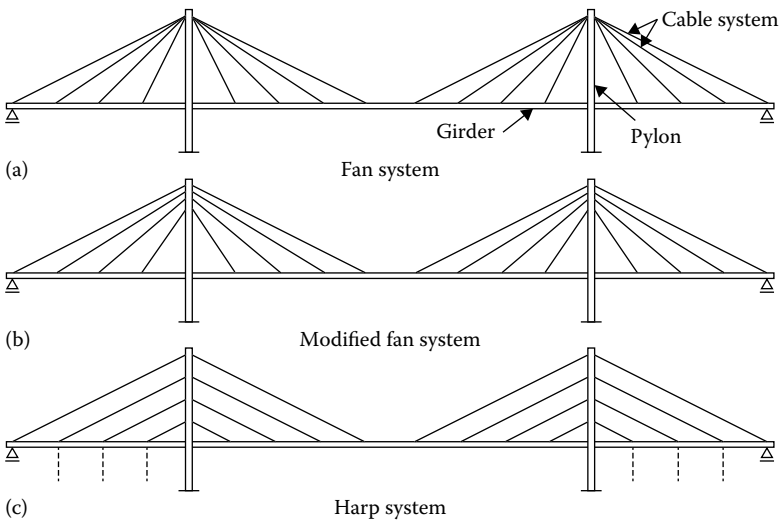 Cable system
Girder
Pylon
(a)
Fan system
(b)
Modified fan system
(c)
Harp system